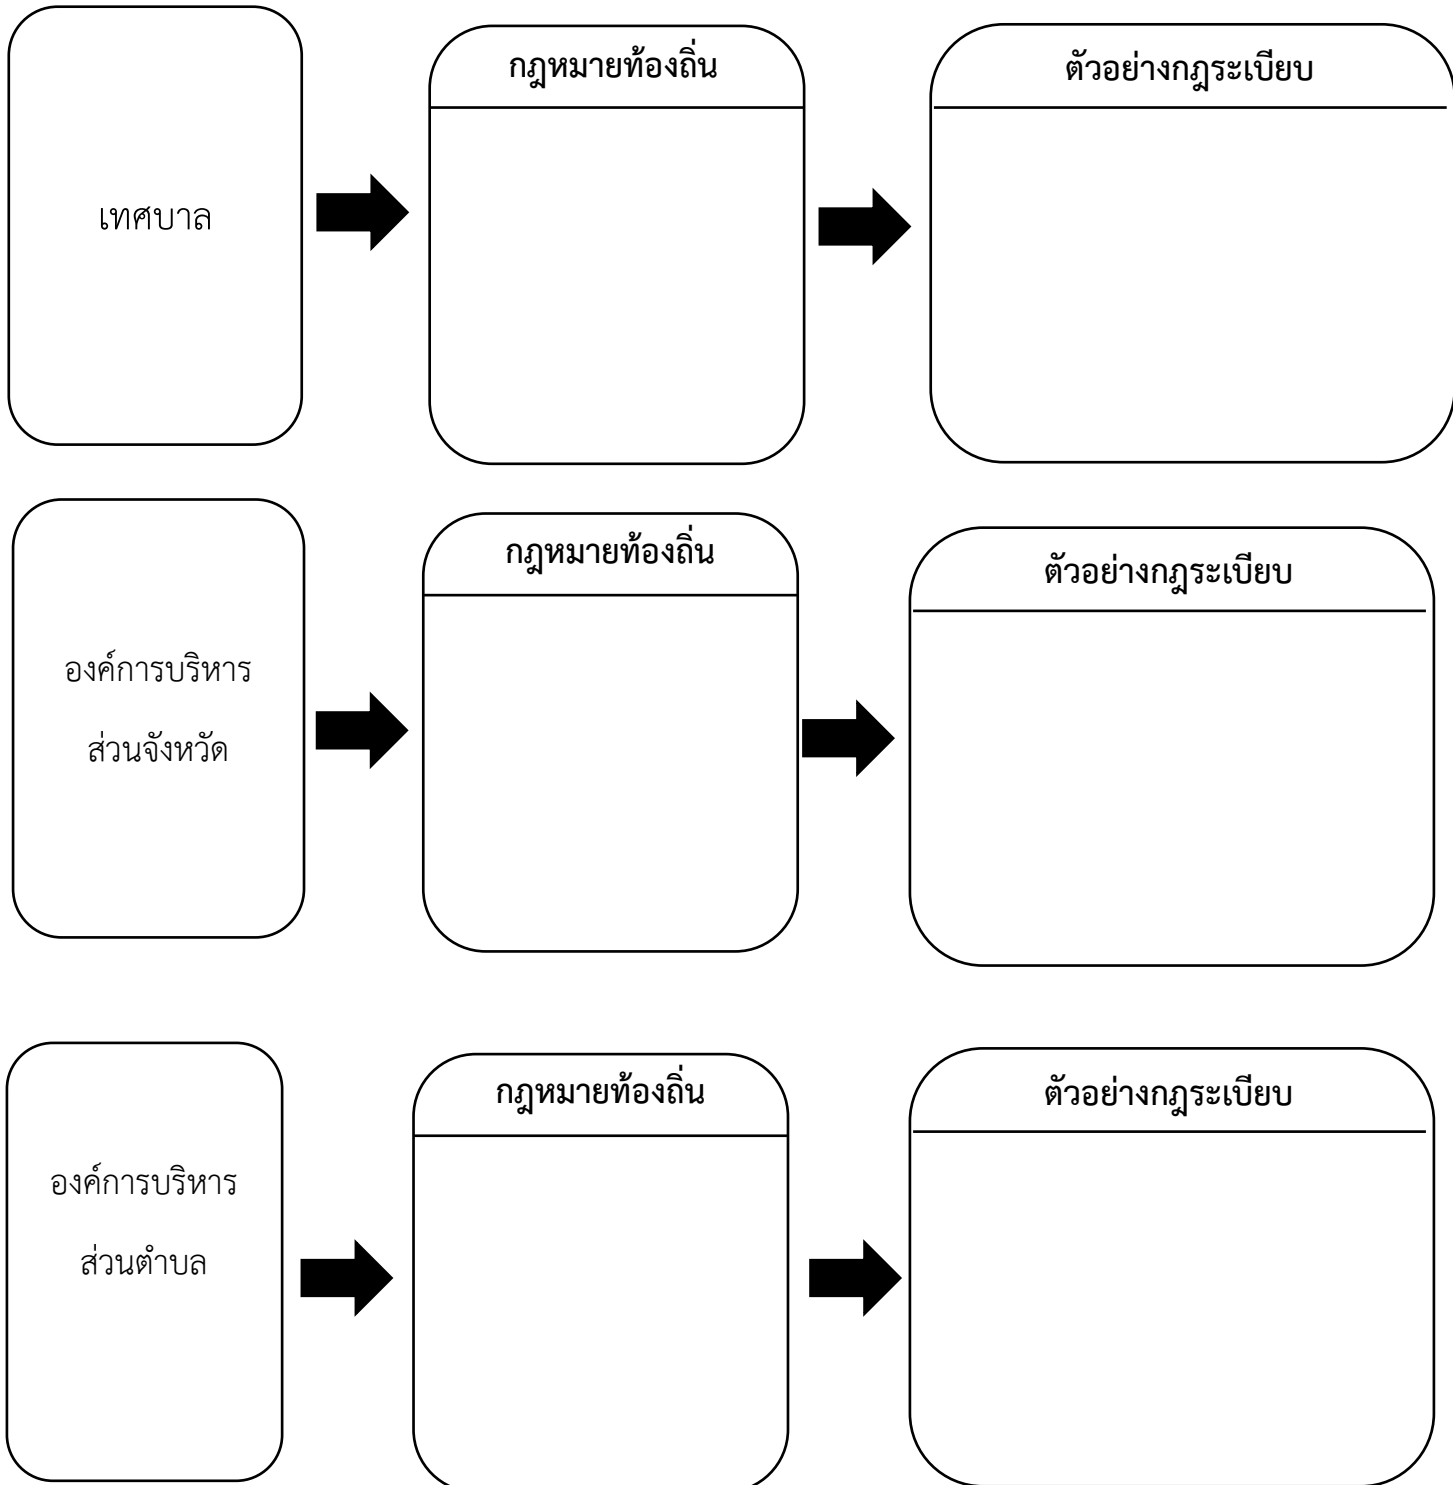 เทศบาล
กฎหมายท้องถิ่น
ตัวอย่างกฎระเบียบ
องค์การบริหาร
ส่วนจังหวัด
กฎหมายท้องถิ่น
ตัวอย่างกฎระเบียบ
องค์การบริหาร
ส่วนตำบล
กฎหมายท้องถิ่น
ตัวอย่างกฎระเบียบ